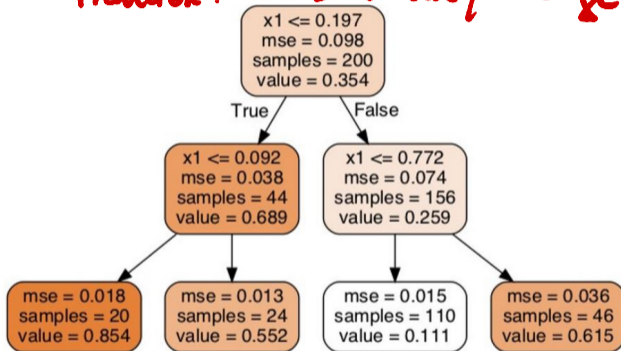 x1 <= 0.197
mse = 0.098
samples = 200
value = 0.354
True
False
x1 <= 0.092
mse = 0.038
samples = 44
value = 0.689
x1 <= 0.772
mse = 0.074
samples = 156
value = 0.259
mse = 0.018
samples = 20
value = 0.854
mse = 0.013
samples = 24
value = 0.552
mse = 0.015
samples = 110
value = 0.111
mse = 0.036
samples = 46
value = 0.615